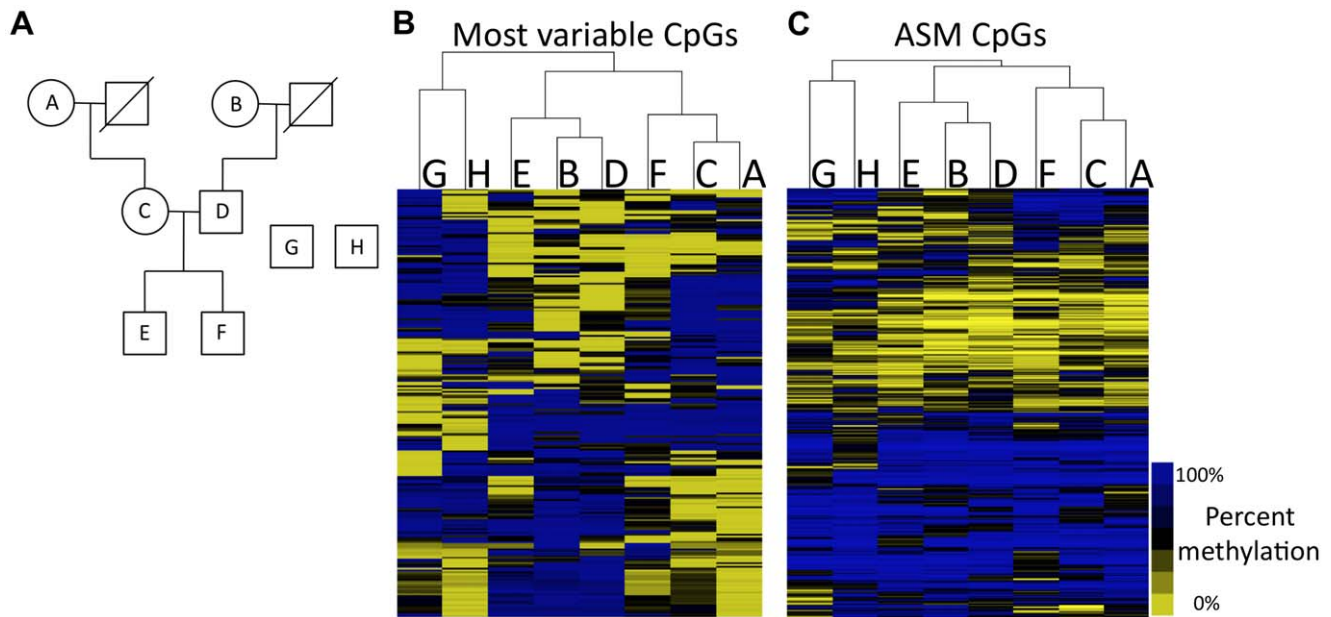 A
B
C
Most variable CpGs
ASM CpGs
A
B
C
D
G
H
E
F
G H E B D F C A
G H E B D F C A
100%
Percent
methylation
0%